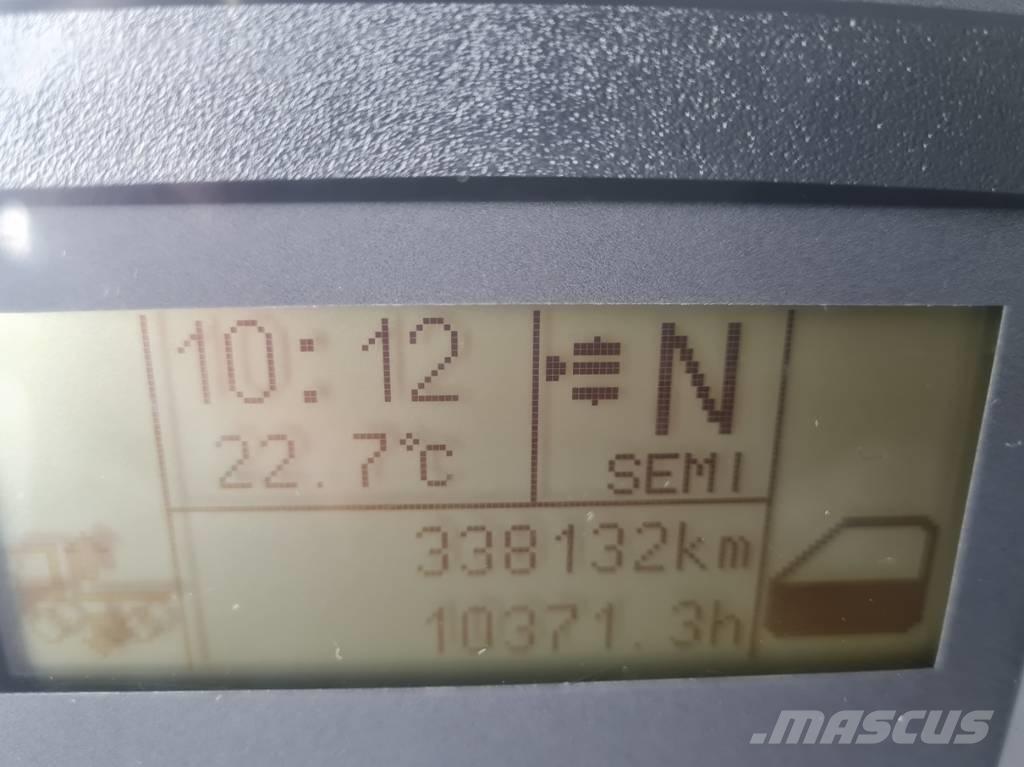 10:12
N
22.7°C
SEMI
338132km
10371.3h
.MASCUS